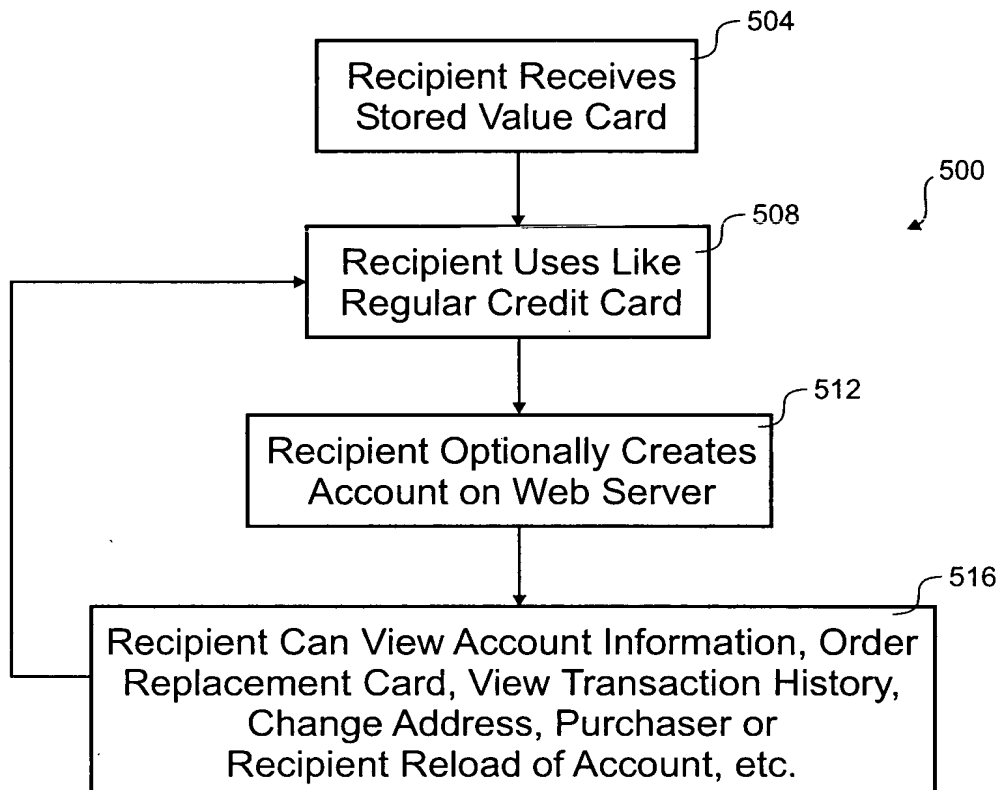 504
Recipient Receives
Stored Value Card
500
508
Recipient Uses Like
Regular Credit Card
512
Recipient Optionally Creates
Account on Web Server
516
Recipient Can View Account Information, Order
Replacement Card, View Transaction History,
Change Address, Purchaser or
Recipient Reload of Account, etc.